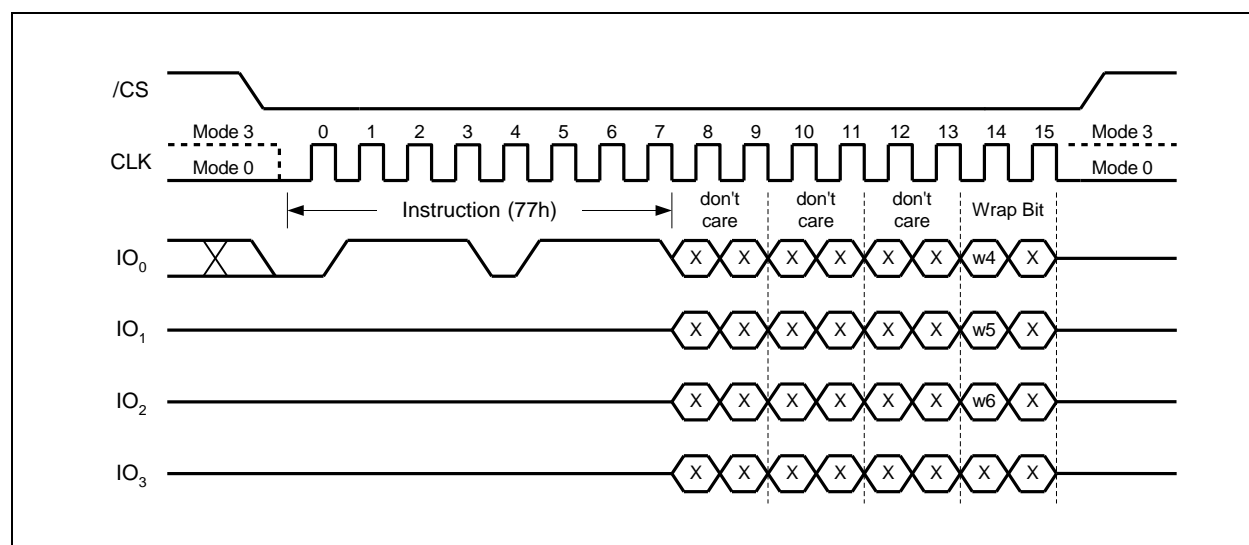 /CS
Mode 3 0 1 2 3 4 5 6 7 8 9 10 11 12 13 14 15 Mode 3
CLK
Mode 0 Mode 0
Instruction (77h) don't care don't care don't care Wrap Bit
IO0 X X X X X X w4 X
IO1 X X X X X X w5 X
IO2 X X X X X X w6 X
IO3 X X X X X X X X